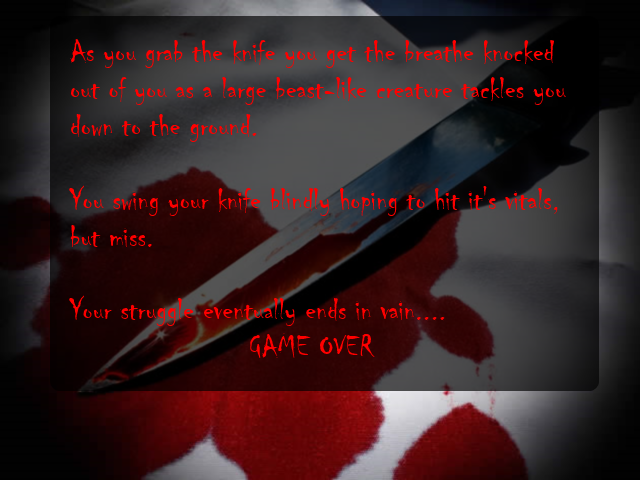 As you grab the knife you get the breathe knocked
out of you as a large beast-like creature tackles you
down to the ground.
You swing your knife blindly hoping to hit it's vitals,
but miss.
Your struggle eventually ends in vain....
GAME OVER